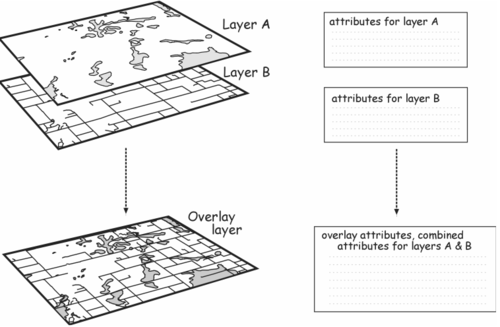 Layer A
Layer B
Overlay
layer
attributes for layer A
attributes for layer B
overlay attributes, combined
attributes for layers A & B